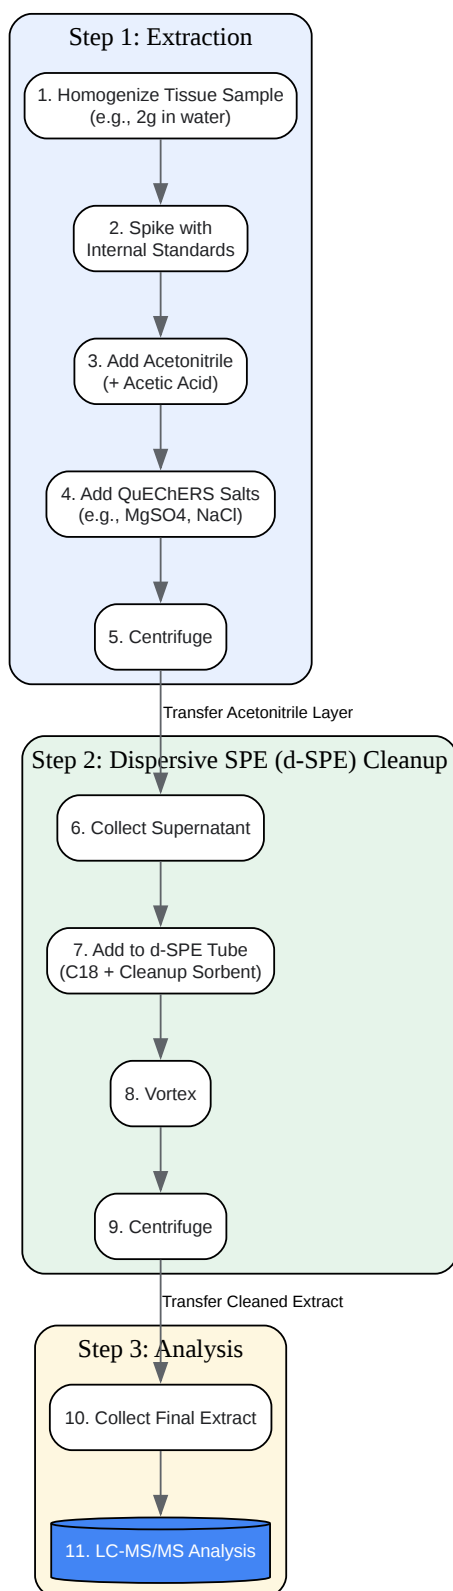 Step 1: Extraction
1. Homogenize Tissue Sample
(e.g., 2g in water)
2. Spike with
Internal Standards
3. Add Acetonitrile
(+ Acetic Acid)
4. Add QuEChERS Salts
(e.g., MgSO4, NaCl)
5. Centrifuge
Transfer Acetonitrile Layer
Step 2: Dispersive SPE (d-SPE) Cleanup
6. Collect Supernatant
7. Add to d-SPE Tube
(C18 + Cleanup Sorbent)
8. Vortex
9. Centrifuge
Transfer Cleaned Extract
Step 3: Analysis
10. Collect Final Extract
11. LC-MS/MS Analysis